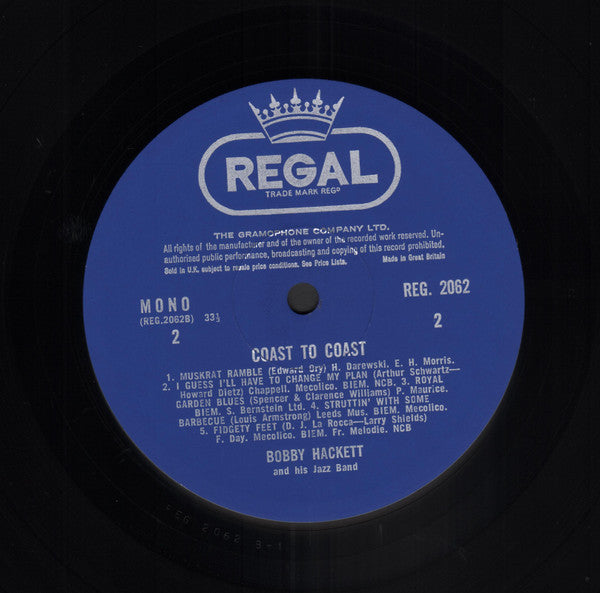 REGAL
TRADE MARK REGD
THE GRAMOPHONE COMPANY LTD.
All rights of the manufacturer and of the owner of the recorded work reserved. Un-
authorised public performance, broadcasting and copying of this record prohibited.
Sold in U.K. subject to resale price conditions. See Price Lists. Made in Great Britain
MONO
REG. 2062
(REG.2062B) 33⅓
2
2
COAST TO COAST
1. MUSKRAT RAMBLE (Edward Ory) H. Darewski. E. H. Morris.
2. I GUESS I'LL HAVE TO CHANGE MY PLAN (Arthur Schwartz—
Howard Dietz) Chappell. Mecolico. BIEM. NCB. 3. ROYAL
GARDEN BLUES (Spencer & Clarence Williams) P. Maurice.
BIEM. S. Bernstein Ltd. 4. STRUTTIN' WITH SOME
BARBECUE (Louis Armstrong) Leeds Mus. BIEM. Mecolico.
5. FIDGETY FEET (D. J. La Rocca—Larry Shields)
F. Day. Mecolico. BIEM. Fr. Melodie. NCB
BOBBY HACKETT
and his Jazz Band
REG 2062 B-1